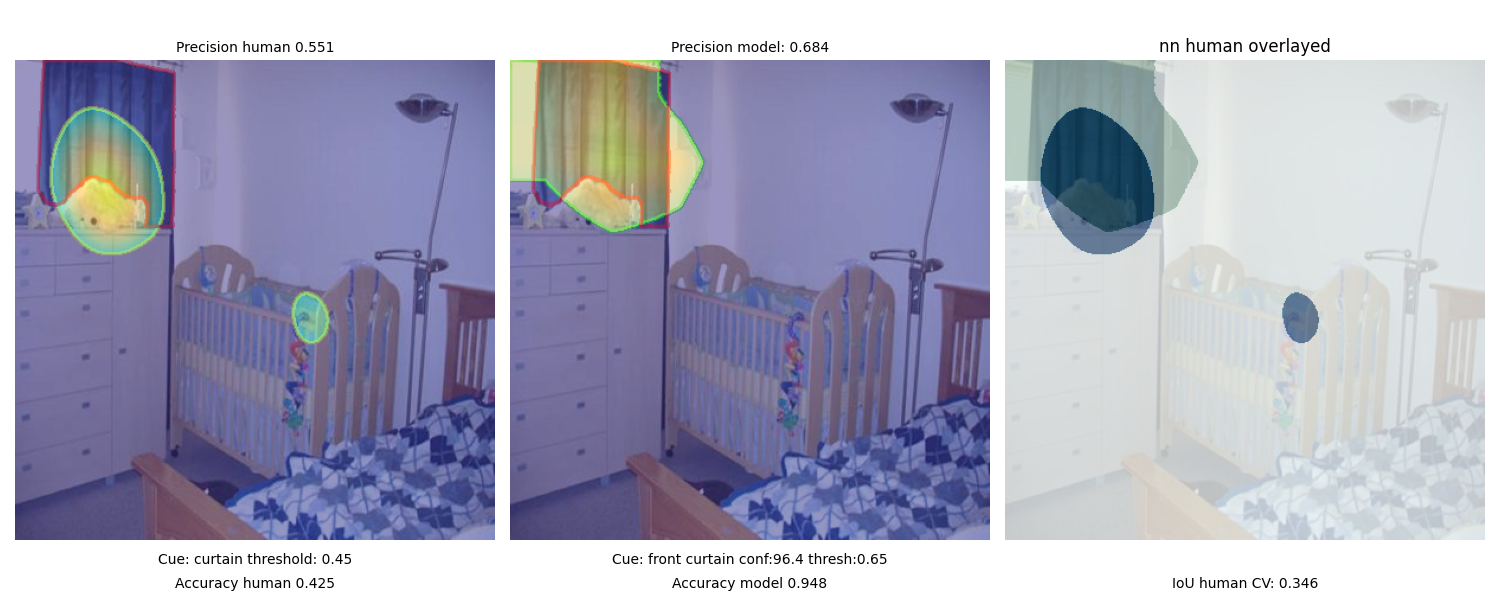 Precision human 0.551
Precision model: 0.684
nn human overlayed
Cue: curtain threshold: 0.45
Cue: front curtain conf:96.4 thresh:0.65
Accuracy human 0.425
Accuracy model 0.948
IoU human CV: 0.346